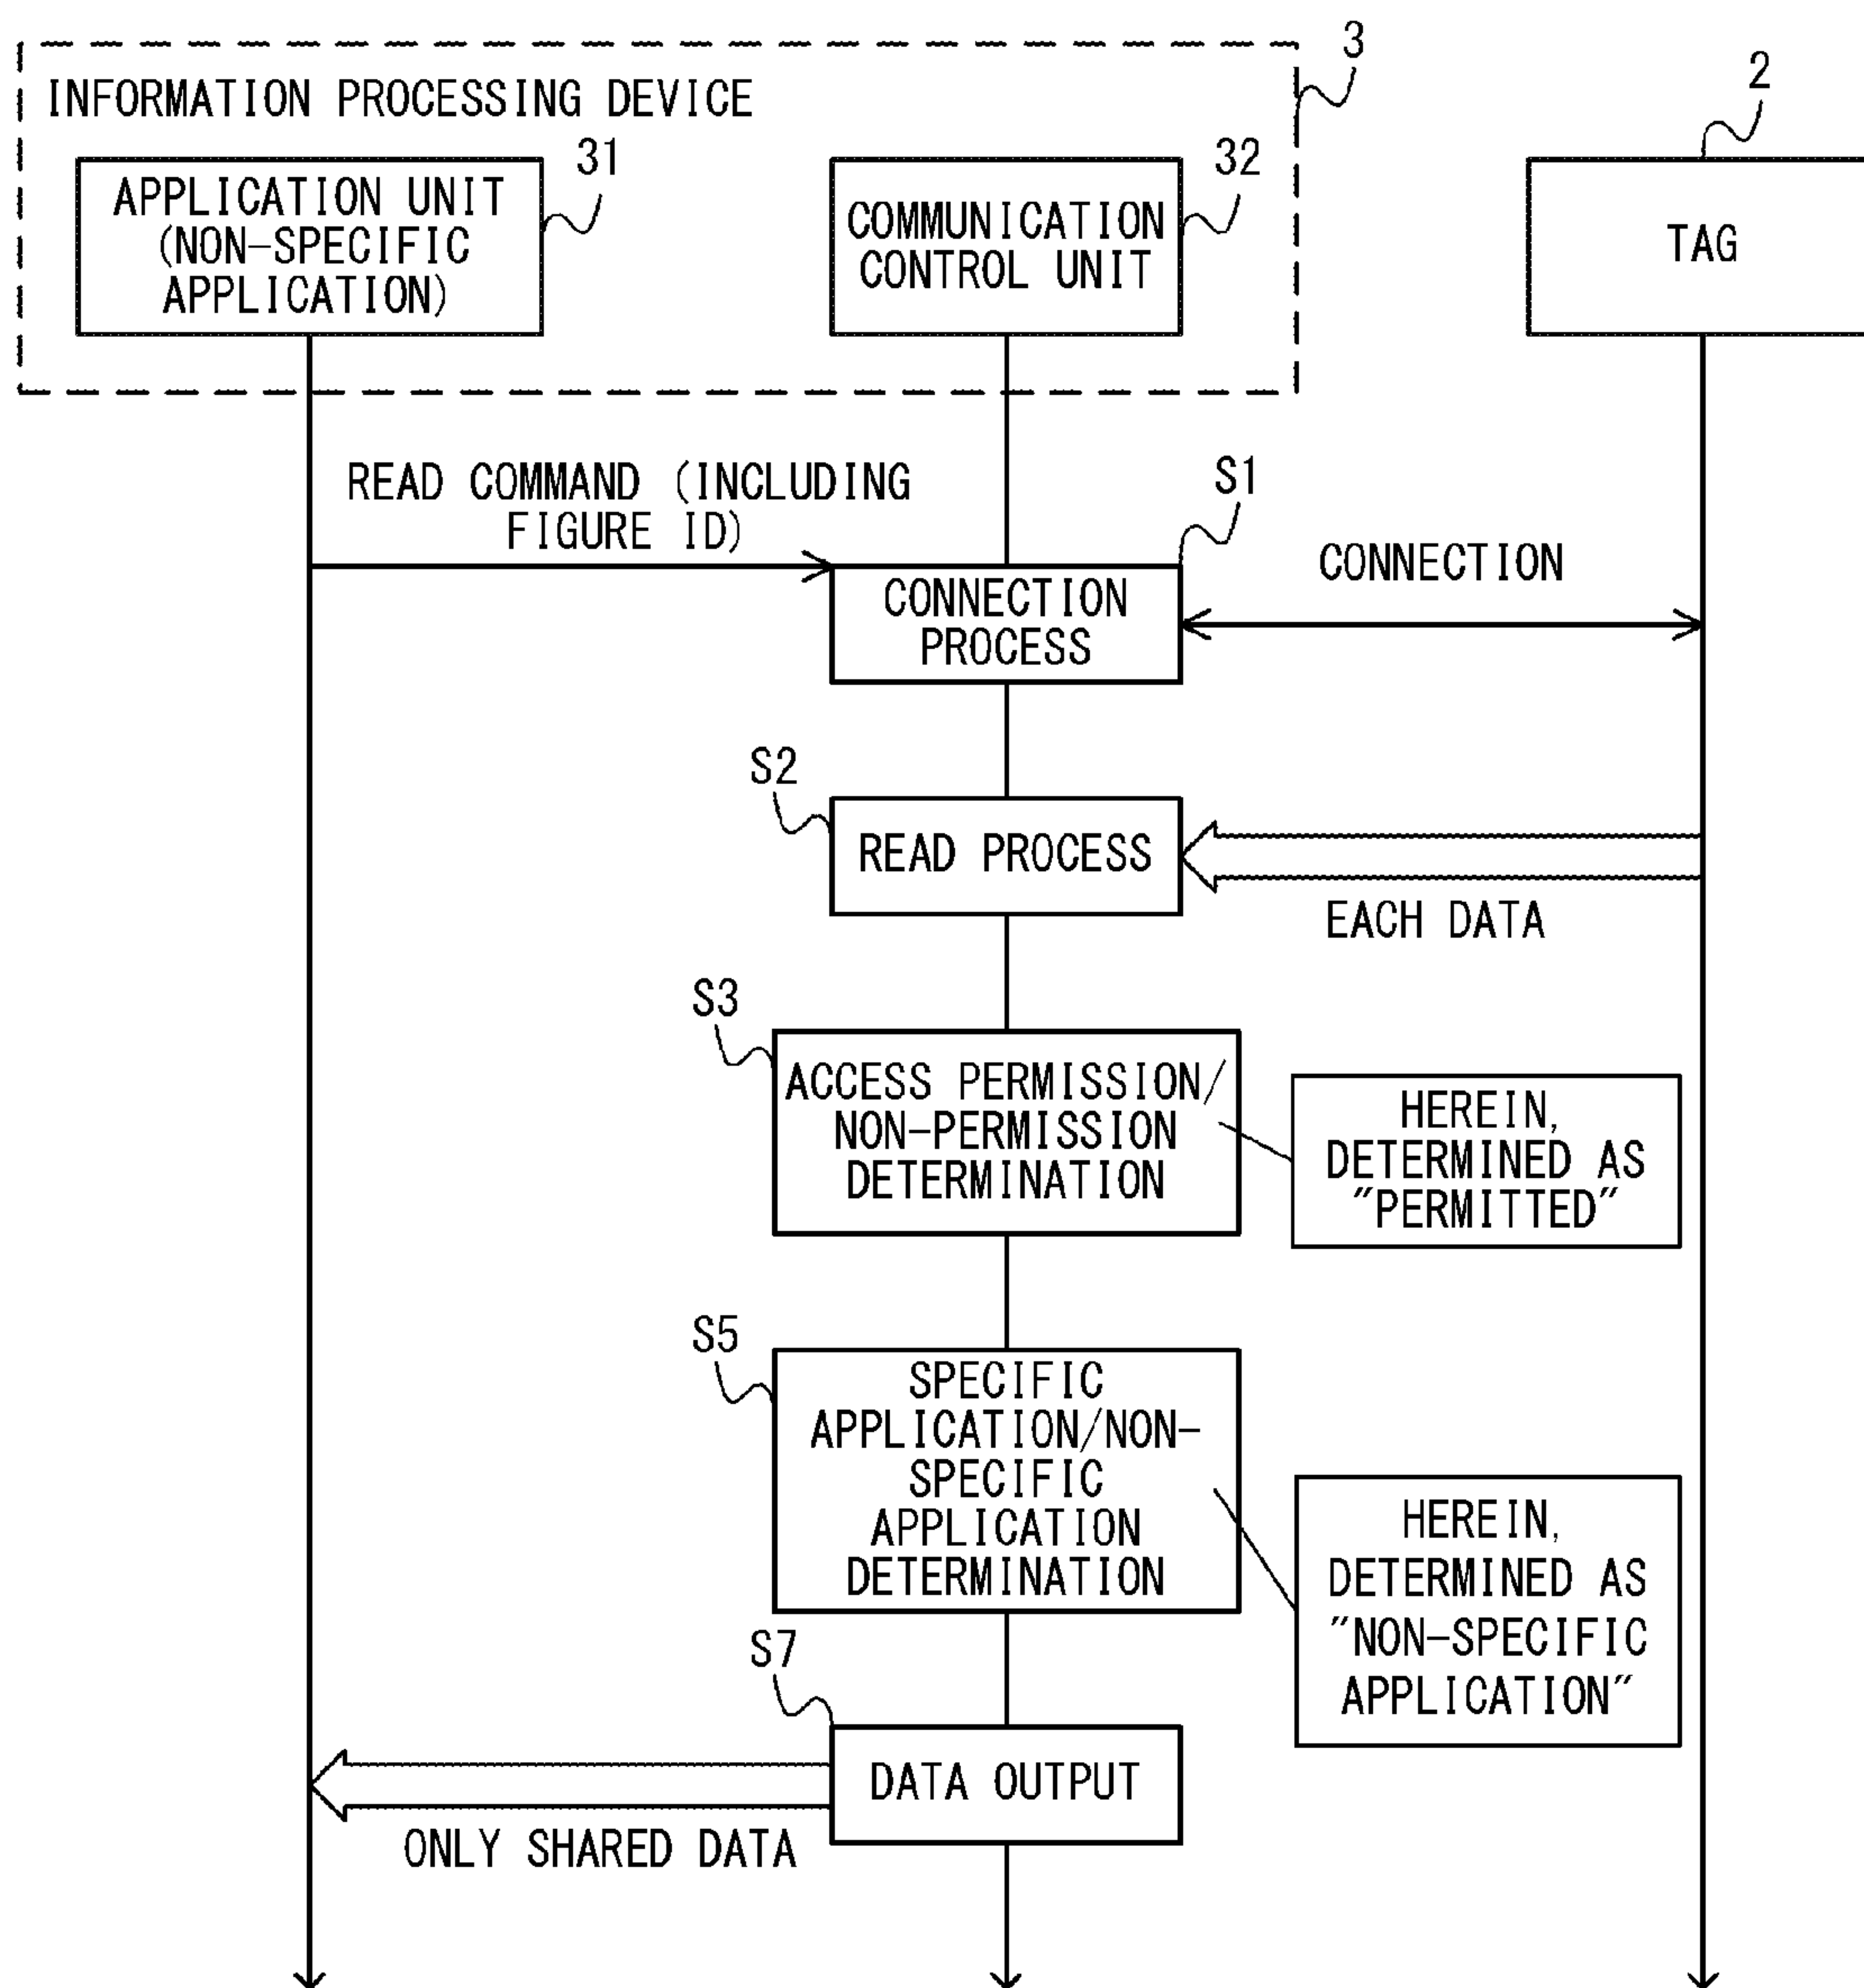 3
INFORMATION PROCESSING DEVICE
2
31
32
APPLICATION UNIT
(NON-SPECIFIC
APPLICATION)
COMMUNICATION
CONTROL UNIT
TAG
READ COMMAND (INCLUDING
FIGURE ID)
S1
CONNECTION
PROCESS
CONNECTION
S2
READ PROCESS
EACH DATA
S3
ACCESS PERMISSION/
NON-PERMISSION
DETERMINATION
HEREIN,
DETERMINED AS
"PERMITTED"
S5
SPECIFIC
APPLICATION/NON-
SPECIFIC
APPLICATION
DETERMINATION
HEREIN,
DETERMINED AS
"NON-SPECIFIC
APPLICATION"
S7
DATA OUTPUT
ONLY SHARED DATA